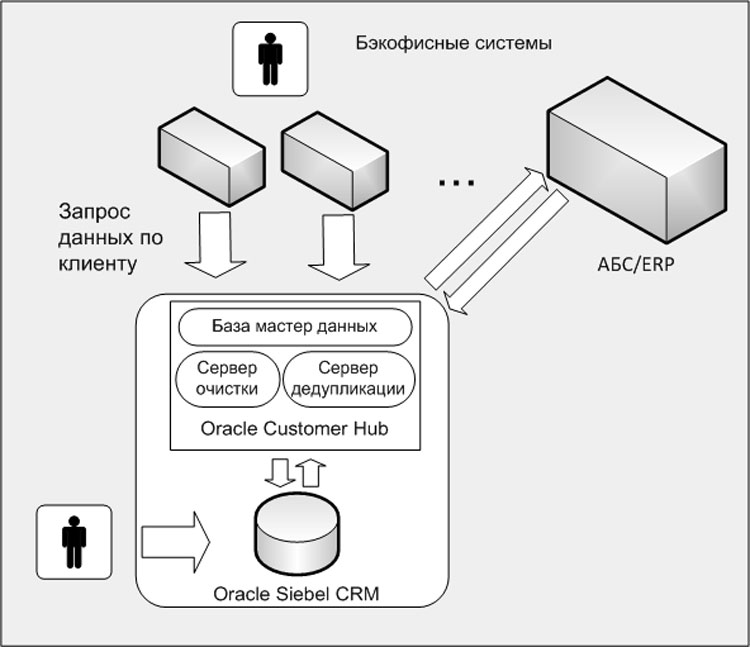 Бэкофисные системы
...
Запрос
данных по
клиенту
АБС/ERP
База мастер данных
Сервер
очистки
Сервер
дедупликации
Oracle Customer Hub
Oracle Siebel CRM